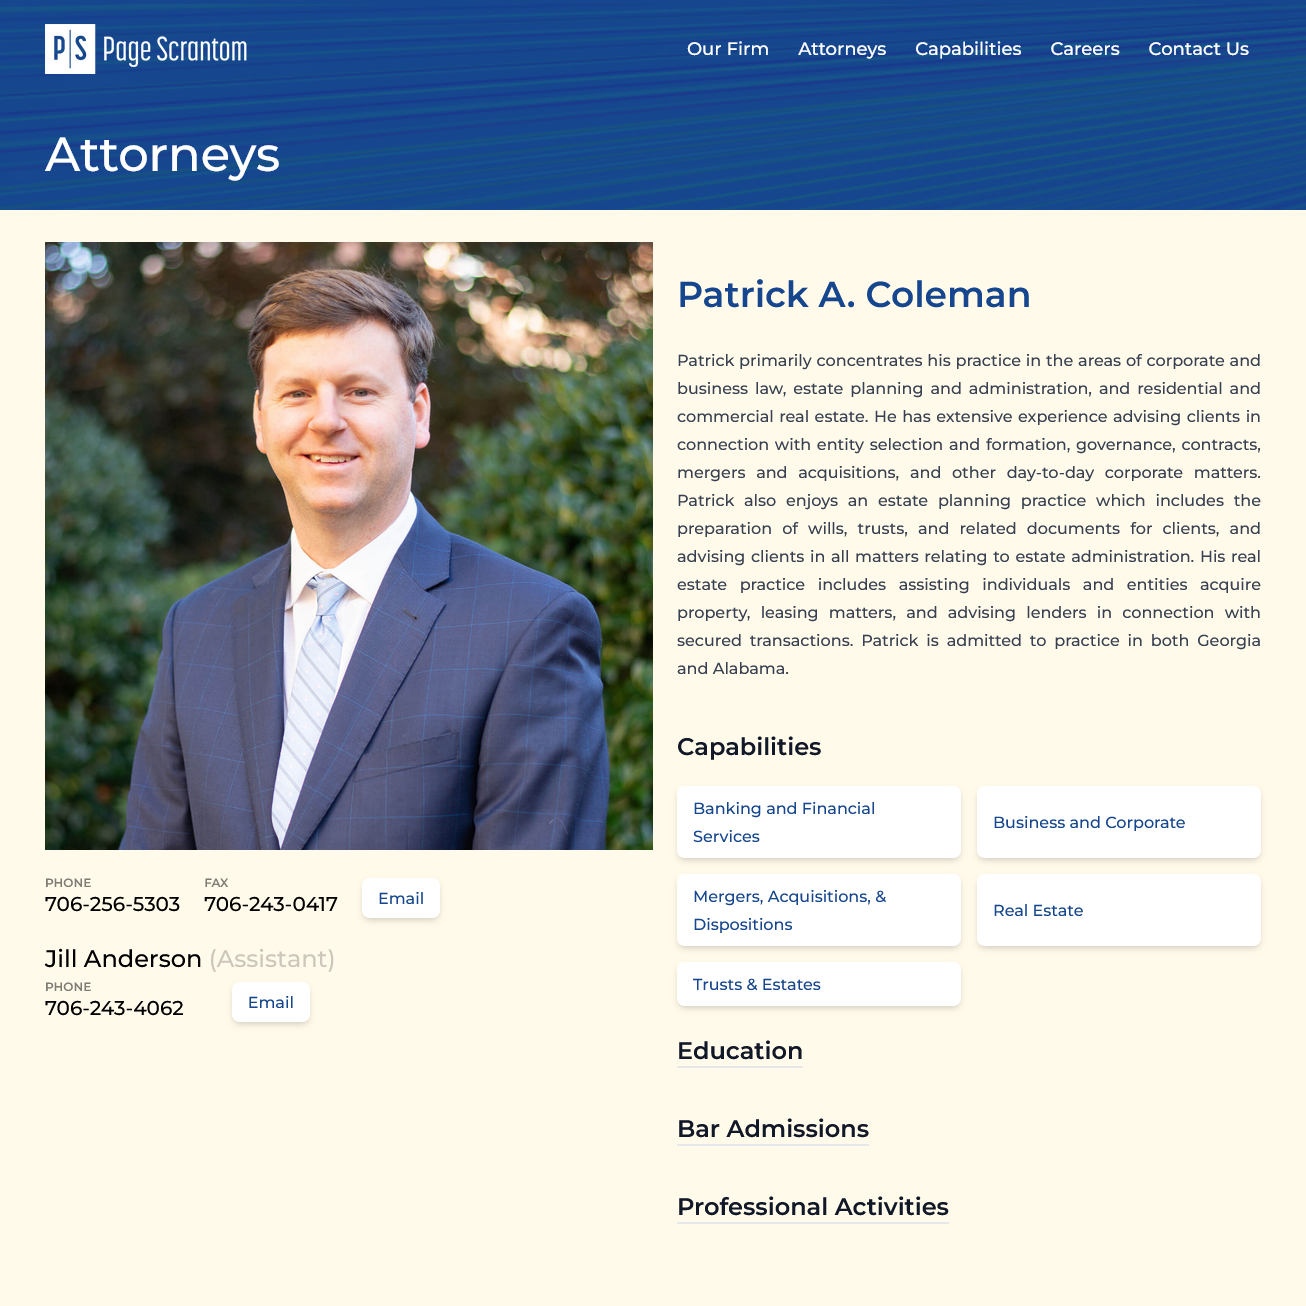 P|S Page Scrantom
Our Firm Attorneys Capabilities Careers Contact Us
Attorneys
Patrick A. Coleman
Patrick primarily concentrates his practice in the areas of corporate and
business law, estate planning and administration, and residential and
commercial real estate. He has extensive experience advising clients in
connection with entity selection and formation, governance, contracts,
mergers and acquisitions, and other day-to-day corporate matters.
Patrick also enjoys an estate planning practice which includes the
preparation of wills, trusts, and related documents for clients, and
advising clients in all matters relating to estate administration. His real
estate practice includes assisting individuals and entities acquire
property, leasing matters, and advising lenders in connection with
secured transactions. Patrick is admitted to practice in both Georgia
and Alabama.
PHONE FAX
706-256-5303 706-243-0417 Email
Jill Anderson (Assistant)
PHONE
706-243-4062 Email
Capabilities
Banking and Financial
Services
Business and Corporate
Mergers, Acquisitions, &
Dispositions
Real Estate
Trusts & Estates
Education
Bar Admissions
Professional Activities